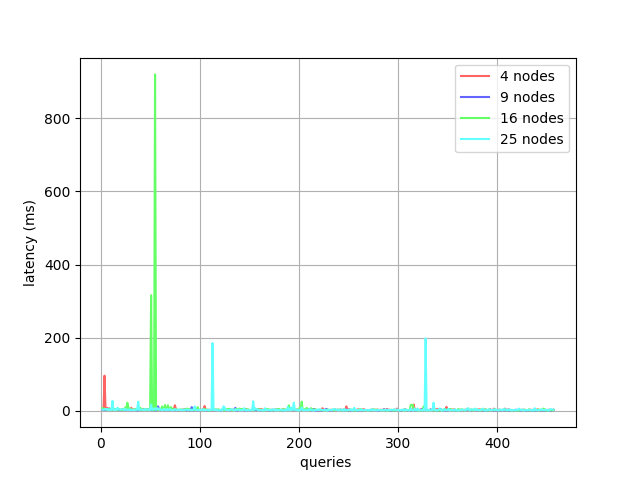 4 nodes
9 nodes
16 nodes
25 nodes
800
600
400
200
0
latency (ms)
0 100 200 300 400
queries